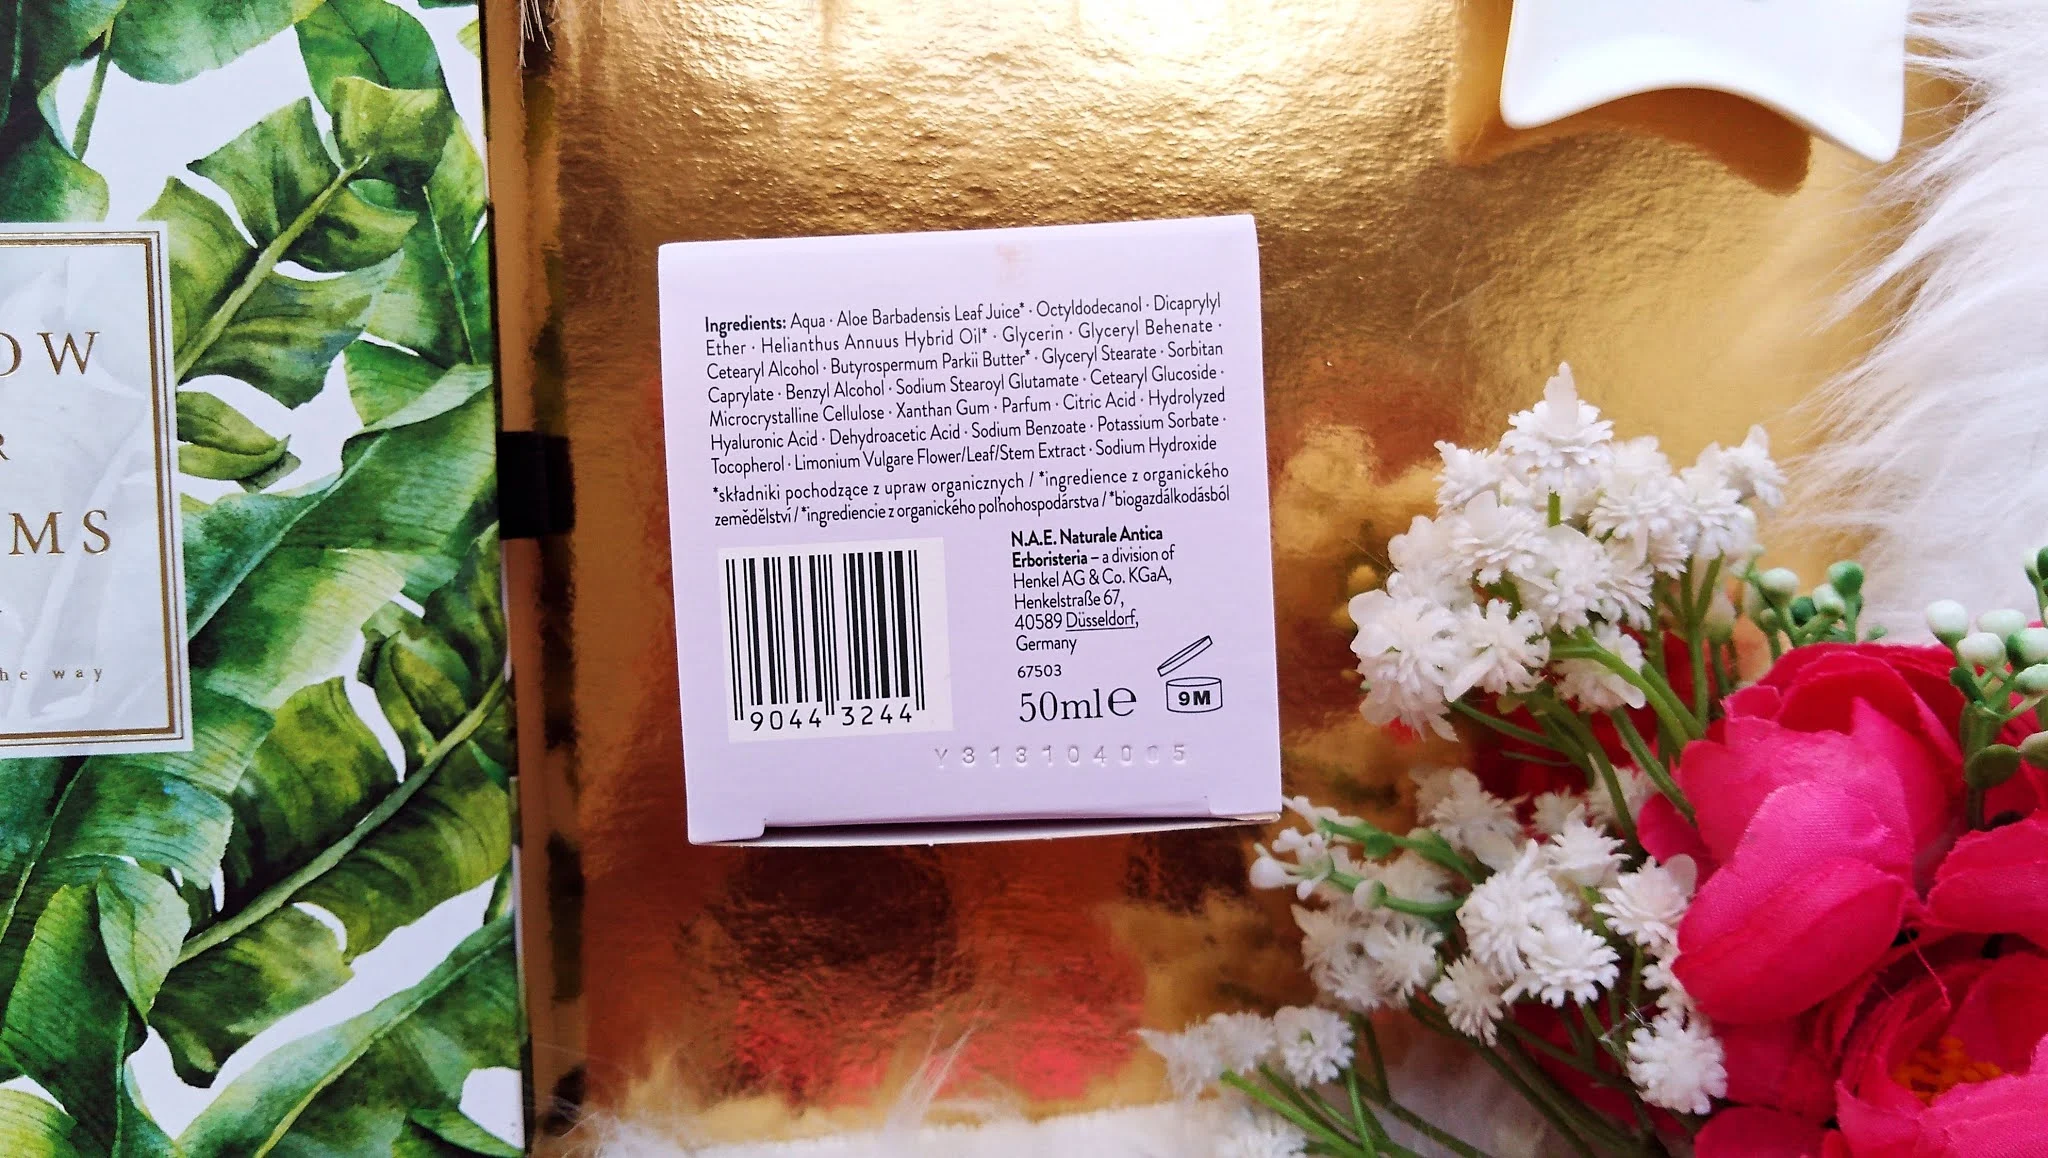 OW
R
MS
he way
Ingredients: Aqua · Aloe Barbadensis Leaf Juice* · Octyldodecanol · Dicaprylyl
Ether · Helianthus Annuus Hybrid Oil* · Glycerin · Glyceryl Behenate ·
Cetearyl Alcohol · Butyrospermum Parkii Butter* · Glyceryl Stearate · Sorbitan
Caprylate · Benzyl Alcohol · Sodium Stearoyl Glutamate · Cetearyl Glucoside ·
Microcrystalline Cellulose · Xanthan Gum · Parfum · Citric Acid · Hydrolyzed
Hyaluronic Acid · Dehydroacetic Acid · Sodium Benzoate · Potassium Sorbate ·
Tocopherol · Limonium Vulgare Flower/Leaf/Stem Extract · Sodium Hydroxide
*składniki pochodzące z upraw organicznych / *ingredience z organického
zemědělství / *ingrediencie z organického poľnohospodárstva / *biogazdálkodásból
N.A.E. Naturale Antica
Erboristeria – a division of
Henkel AG & Co. KGaA,
Henkelstraße 67,
40589 Düsseldorf,
Germany
67503
50ml e
9M
9044 3244